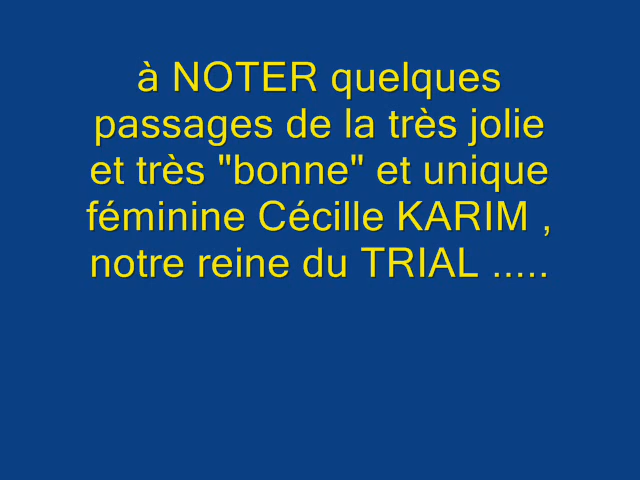 à NOTER quelques
passages de la très jolie
et très "bonne" et unique
féminine Cécille KARIM ,
notre reine du TRIAL .....